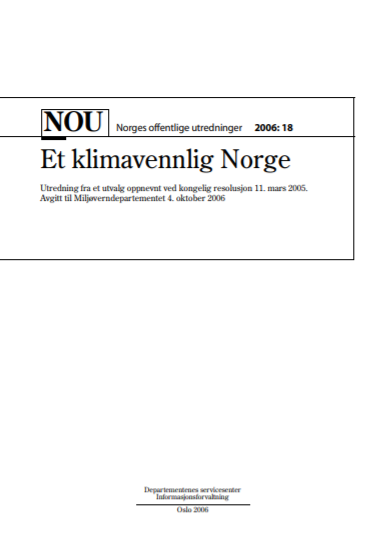 NOU Norges offentlige utredninger 2006: 18
Et klimavennlig Norge
Utredning fra et utvalg oppnevnt ved kongelig resolusjon 11. mars 2005.
Avgitt til Miljøverndepartementet 4. oktober 2006
Departementenes servicesenter
Informasjonsforvaltning
Oslo 2006